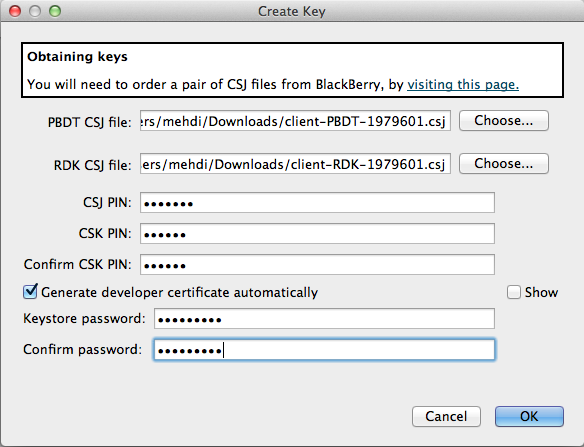 Create Key
Obtaining keys
You will need to order a pair of CSJ files from BlackBerry, by visiting this page.
PBDT CSJ file: ers/mehdi/Downloads/client-PBDT-1979601.csj Choose...
RDK CSJ file: ers/mehdi/Downloads/client-RDK-1979601.csj Choose...
CSJ PIN: •••••••
CSK PIN: ••••••
Confirm CSK PIN: ••••••
Generate developer certificate automatically Show
Keystore password: •••••••••
Confirm password: •••••••••
Cancel OK